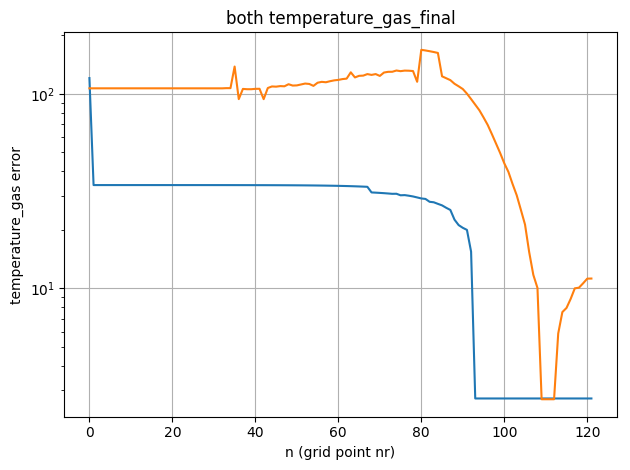 both temperature_gas_final
temperature_gas error
10²
10¹
0 20 40 60 80 100 120
n (grid point nr)